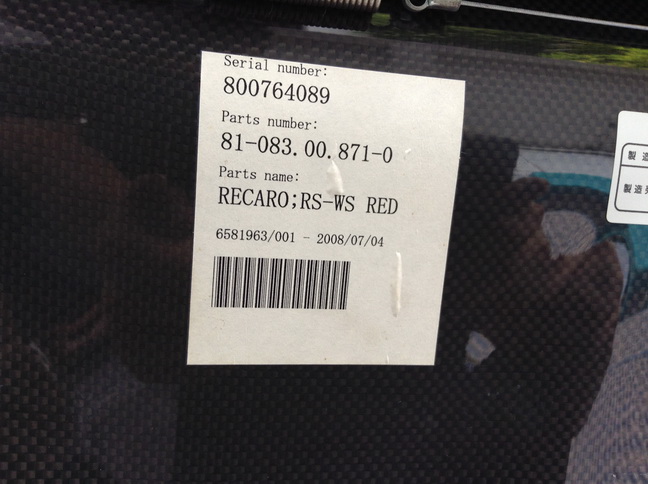 Serial number:
800764089
Parts number:
81-083.00.871-0
Parts name:
RECARO;RS-WS RED
6581963/001 - 2008/07/04
製造
製造